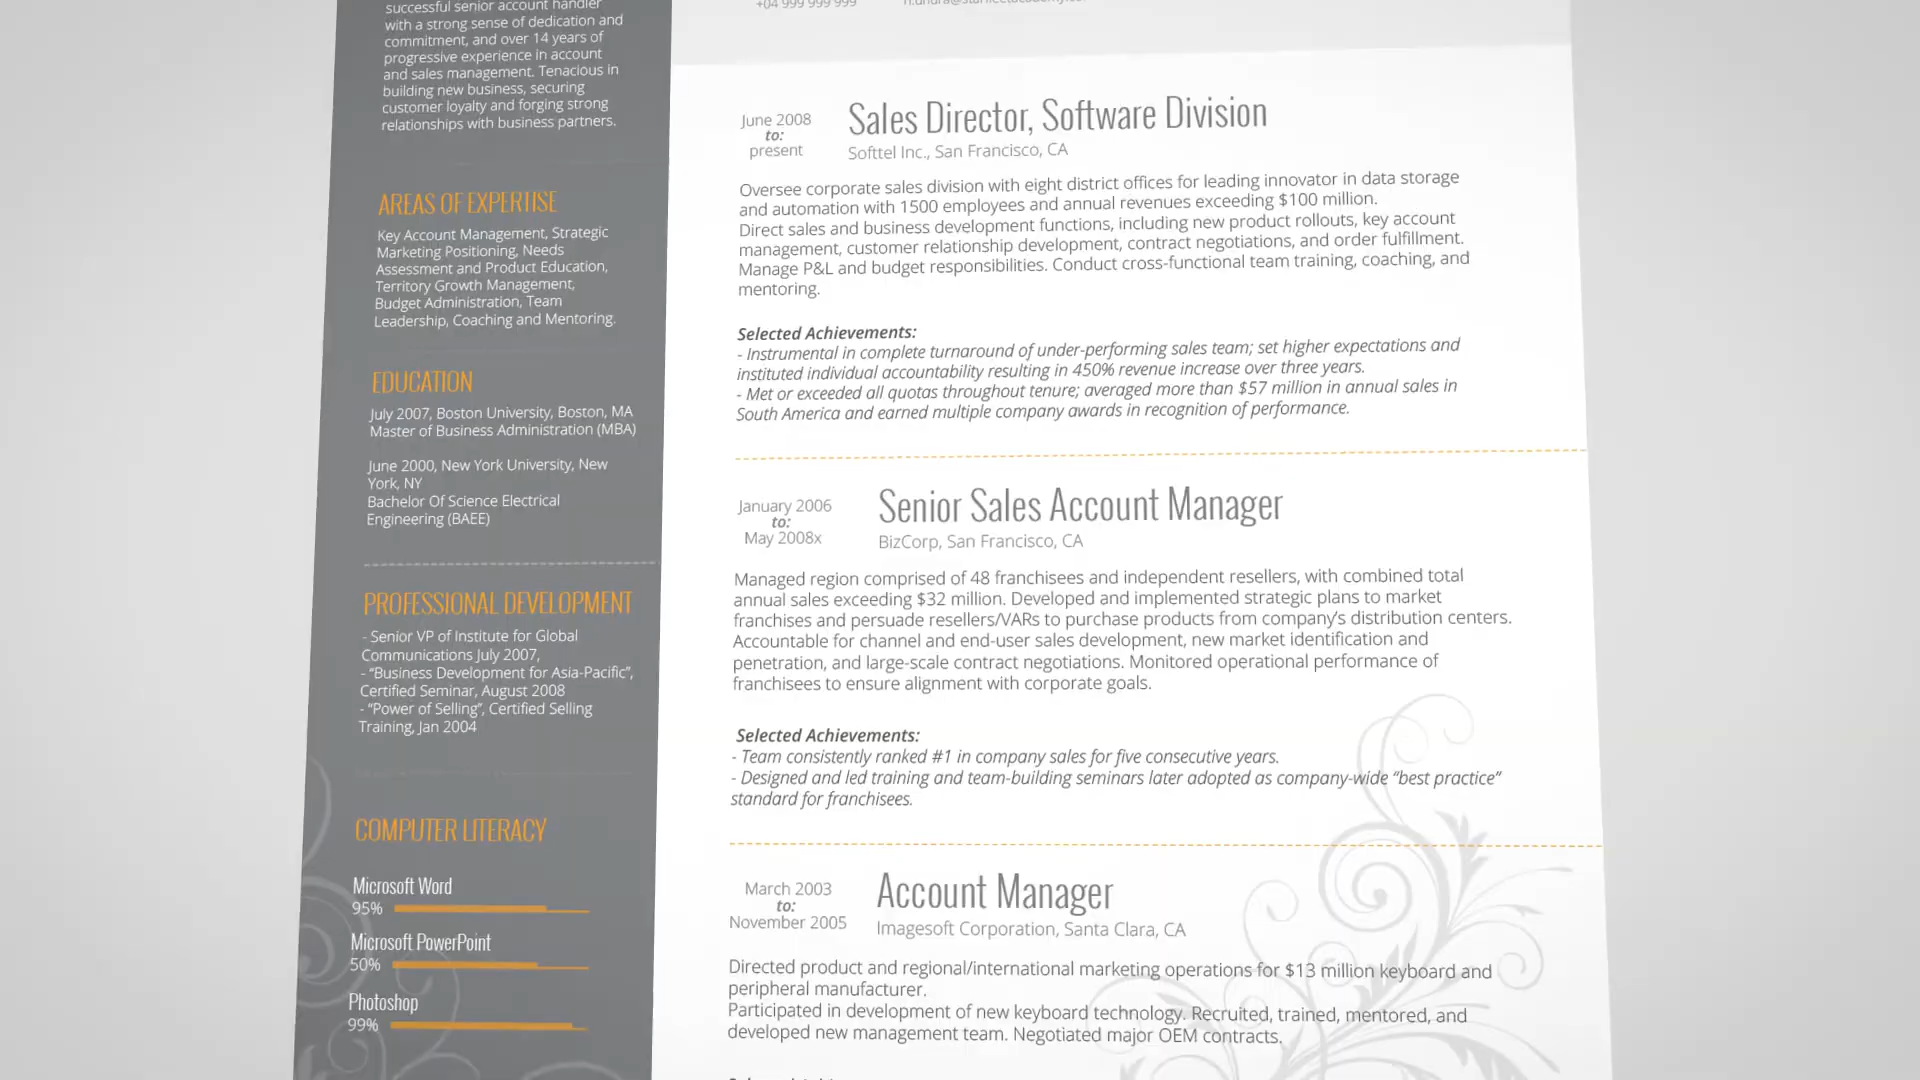 successful senior account handler
with a strong sense of dedication and
commitment, and over 14 years of
progressive experience in account
and sales management. Tenacious in
building new business, securing
customer loyalty and forging strong
relationships with business partners.
AREAS OF EXPERTISE
Key Account Management, Strategic
Marketing Positioning, Needs
Assessment and Product Education,
Territory Growth Management,
Budget Administration, Team
Leadership, Coaching and Mentoring.
EDUCATION
July 2007, Boston University, Boston, MA
Master of Business Administration (MBA)
June 2000, New York University, New
York, NY
Bachelor Of Science Electrical
Engineering (BAEE)
PROFESSIONAL DEVELOPMENT
- Senior VP of Institute for Global
Communications July 2007,
- “Business Development for Asia-Pacific”,
Certified Seminar, August 2008
- “Power of Selling”, Certified Selling
Training, Jan 2004
COMPUTER LITERACY
Microsoft Word
95%
Microsoft PowerPoint
50%
Photoshop
99%
+04 999 999 999
June 2008
to:
present
Sales Director, Software Division
Softtel Inc., San Francisco, CA
Oversee corporate sales division with eight district offices for leading innovator in data storage
and automation with 1500 employees and annual revenues exceeding $100 million.
Direct sales and business development functions, including new product rollouts, key account
management, customer relationship development, contract negotiations, and order fulfillment.
Manage P&L and budget responsibilities. Conduct cross-functional team training, coaching, and
mentoring.
Selected Achievements:
- Instrumental in complete turnaround of under-performing sales team; set higher expectations and
instituted individual accountability resulting in 450% revenue increase over three years.
- Met or exceeded all quotas throughout tenure; averaged more than $57 million in annual sales in
South America and earned multiple company awards in recognition of performance.
January 2006
to:
May 2008x
Senior Sales Account Manager
BizCorp, San Francisco, CA
Managed region comprised of 48 franchisees and independent resellers, with combined total
annual sales exceeding $32 million. Developed and implemented strategic plans to market
franchises and persuade resellers/VARs to purchase products from company’s distribution centers.
Accountable for channel and end-user sales development, new market identification and
penetration, and large-scale contract negotiations. Monitored operational performance of
franchisees to ensure alignment with corporate goals.
Selected Achievements:
- Team consistently ranked #1 in company sales for five consecutive years.
- Designed and led training and team-building seminars later adopted as company-wide “best practice”
standard for franchisees.
March 2003
to:
November 2005
Account Manager
Imagesoft Corporation, Santa Clara, CA
Directed product and regional/international marketing operations for $13 million keyboard and
peripheral manufacturer.
Participated in development of new keyboard technology. Recruited, trained, mentored, and
developed new management team. Negotiated major OEM contracts.